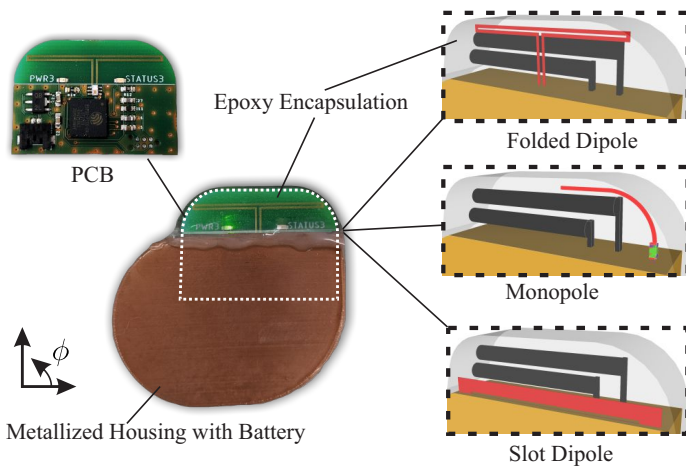 PWR3
STATUS3
Epoxy Encapsulation
PCB
Folded Dipole
PWR3
STATUS3
Monopole
ϕ
Metallized Housing with Battery
Slot Dipole